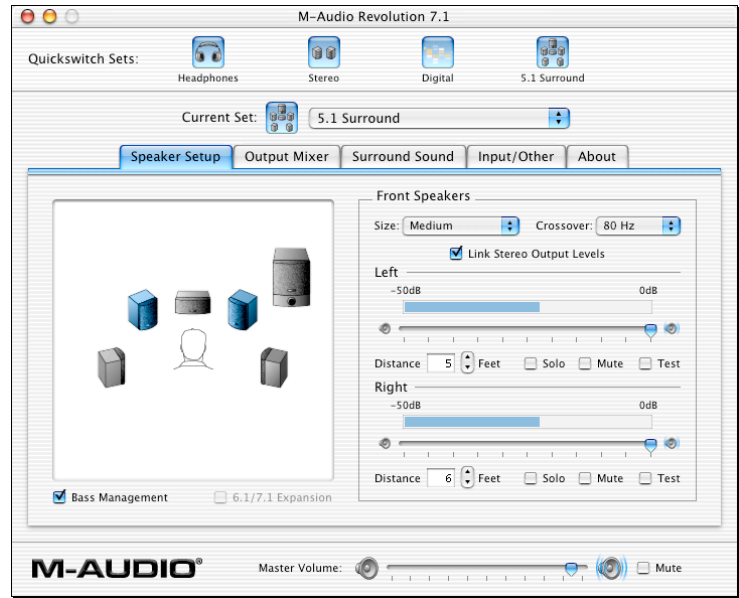 M-Audio Revolution 7.1
Quickswitch Sets:
Headphones
Stereo
Digital
5.1 Surround
Current Set:
5.1 Surround
Speaker Setup
Output Mixer
Surround Sound
Input/Other
About
Front Speakers
Size: Medium
Crossover: 80 Hz
Link Stereo Output Levels
Left
-50dB 0dB
Distance 5 Feet Solo Mute Test
Right
-50dB 0dB
Distance 6 Feet Solo Mute Test
Bass Management
6.1/7.1 Expansion
M-AUDIO®
Master Volume:
Mute